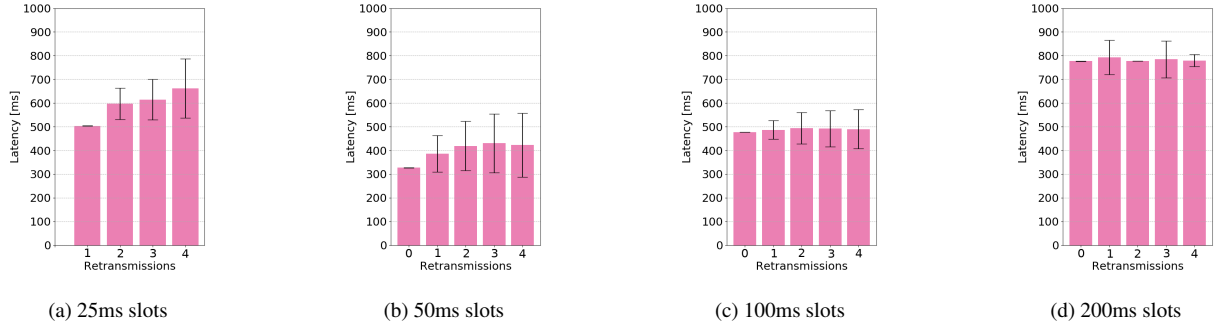 1000
900
800
700
600
500
400
300
200
100
0
Latency [ms]
1 2 3 4
Retransmissions
(a) 25ms slots
1000
900
800
700
600
500
400
300
200
100
0
Latency [ms]
0 1 2 3 4
Retransmissions
(b) 50ms slots
1000
900
800
700
600
500
400
300
200
100
0
Latency [ms]
0 1 2 3 4
Retransmissions
(c) 100ms slots
1000
900
800
700
600
500
400
300
200
100
0
Latency [ms]
0 1 2 3 4
Retransmissions
(d) 200ms slots